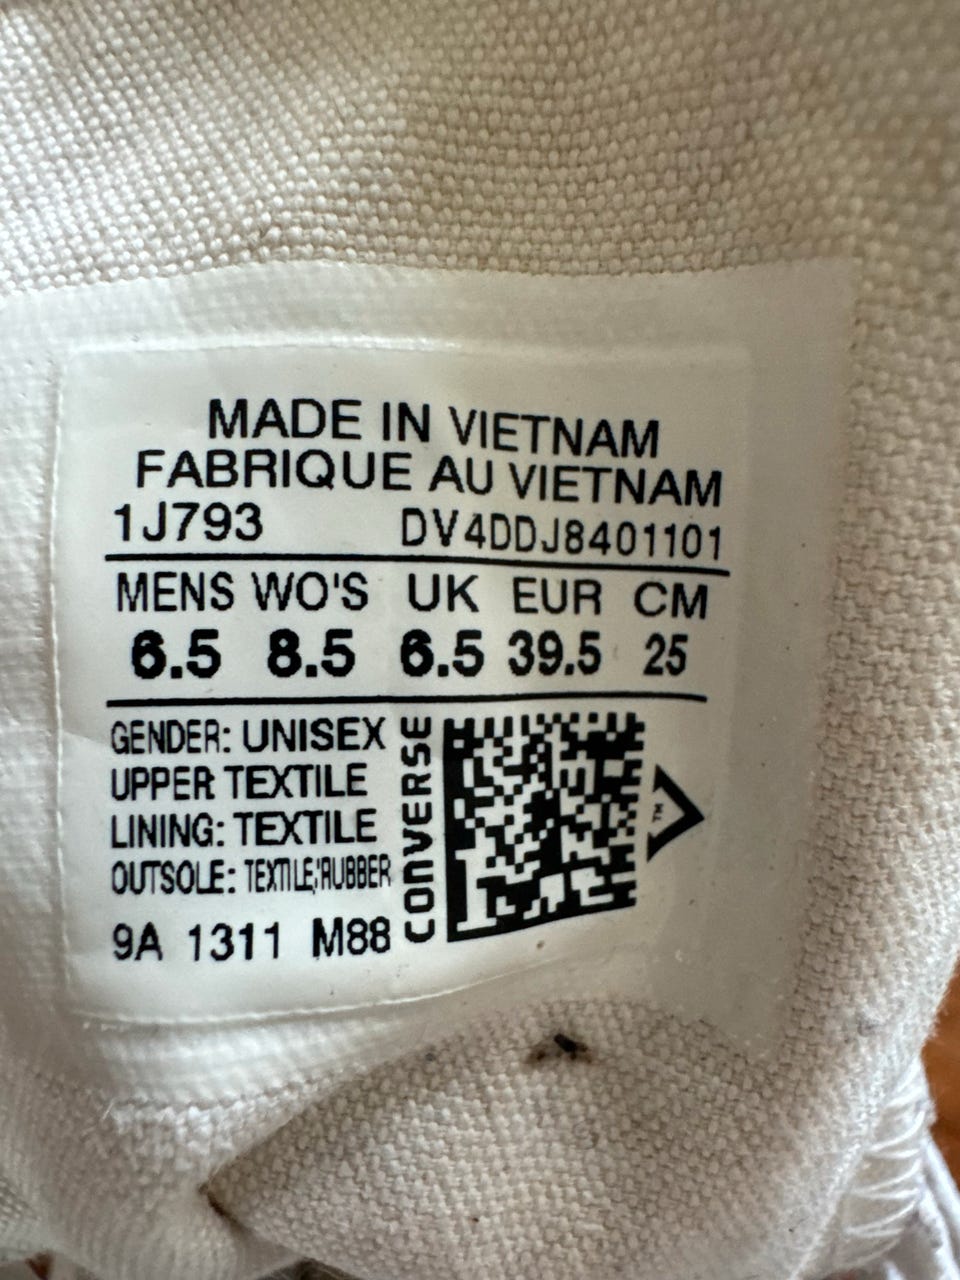 MADE IN VIETNAM
FABRIQUE AU VIETNAM
1J793 DV4DDJ8401101
MENS WO'S UK EUR CM
6.5 8.5 6.5 39.5 25
GENDER: UNISEX
UPPER TEXTILE
LINING: TEXTILE
OUTSOLE: TEXTILE;RUBBER
9A 1311 M88
CONVERSE
TM